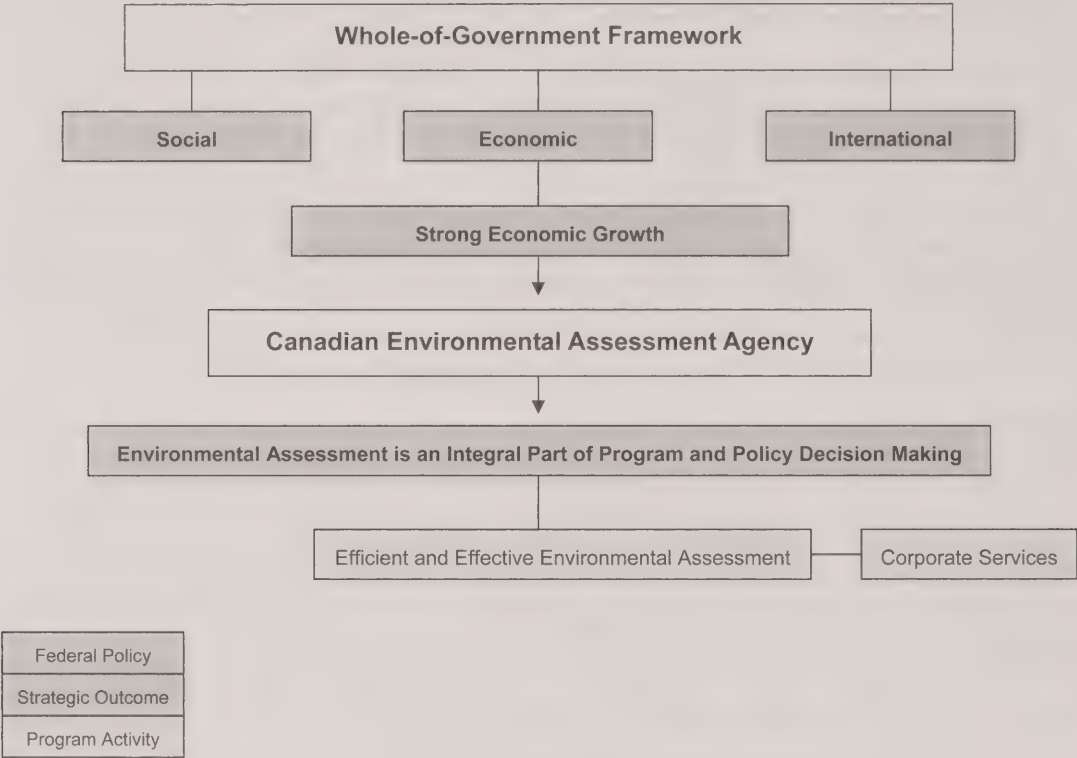 Whole-of-Government Framework
Social
Economic
International
Strong Economic Growth
Canadian Environmental Assessment Agency
Environmental Assessment is an Integral Part of Program and Policy Decision Making
Efficient and Effective Environmental Assessment
Corporate Services
Federal Policy
Strategic Outcome
Program Activity